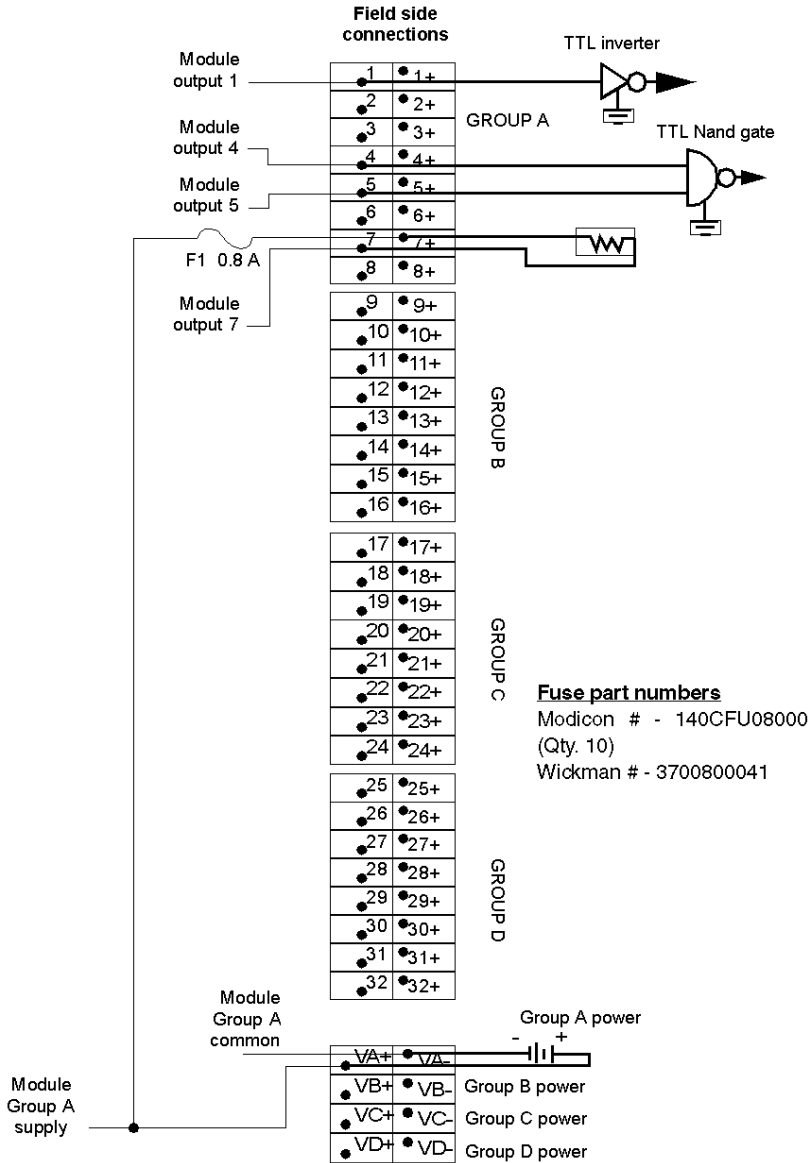 Field side
connections
TTL inverter
Module
output 1
1 1+
2 2+
GROUP A
3 3+
TTL Nand gate
Module
output 4
4 4+
Module
output 5
5 5+
6 6+
7 7+
F1 0.8 A
8 8+
Module
output 7
9 9+
10 10+
11 11+
12 12+
13 13+
14 14+
15 15+
16 16+
GROUP B
17 17+
18 18+
19 19+
20 20+
21 21+
22 22+
23 23+
24 24+
GROUP C
Fuse part numbers
Modicon # - 140CFU08000
(Qty. 10)
Wickman # - 3700800041
25 25+
26 26+
27 27+
28 28+
29 29+
30 30+
31 31+
32 32+
GROUP D
Module
Group A
common
Group A power
- +
VA+ VA-
VB+ VB- Group B power
Module
Group A
supply
VC+ VC- Group C power
VD+ VD- Group D power